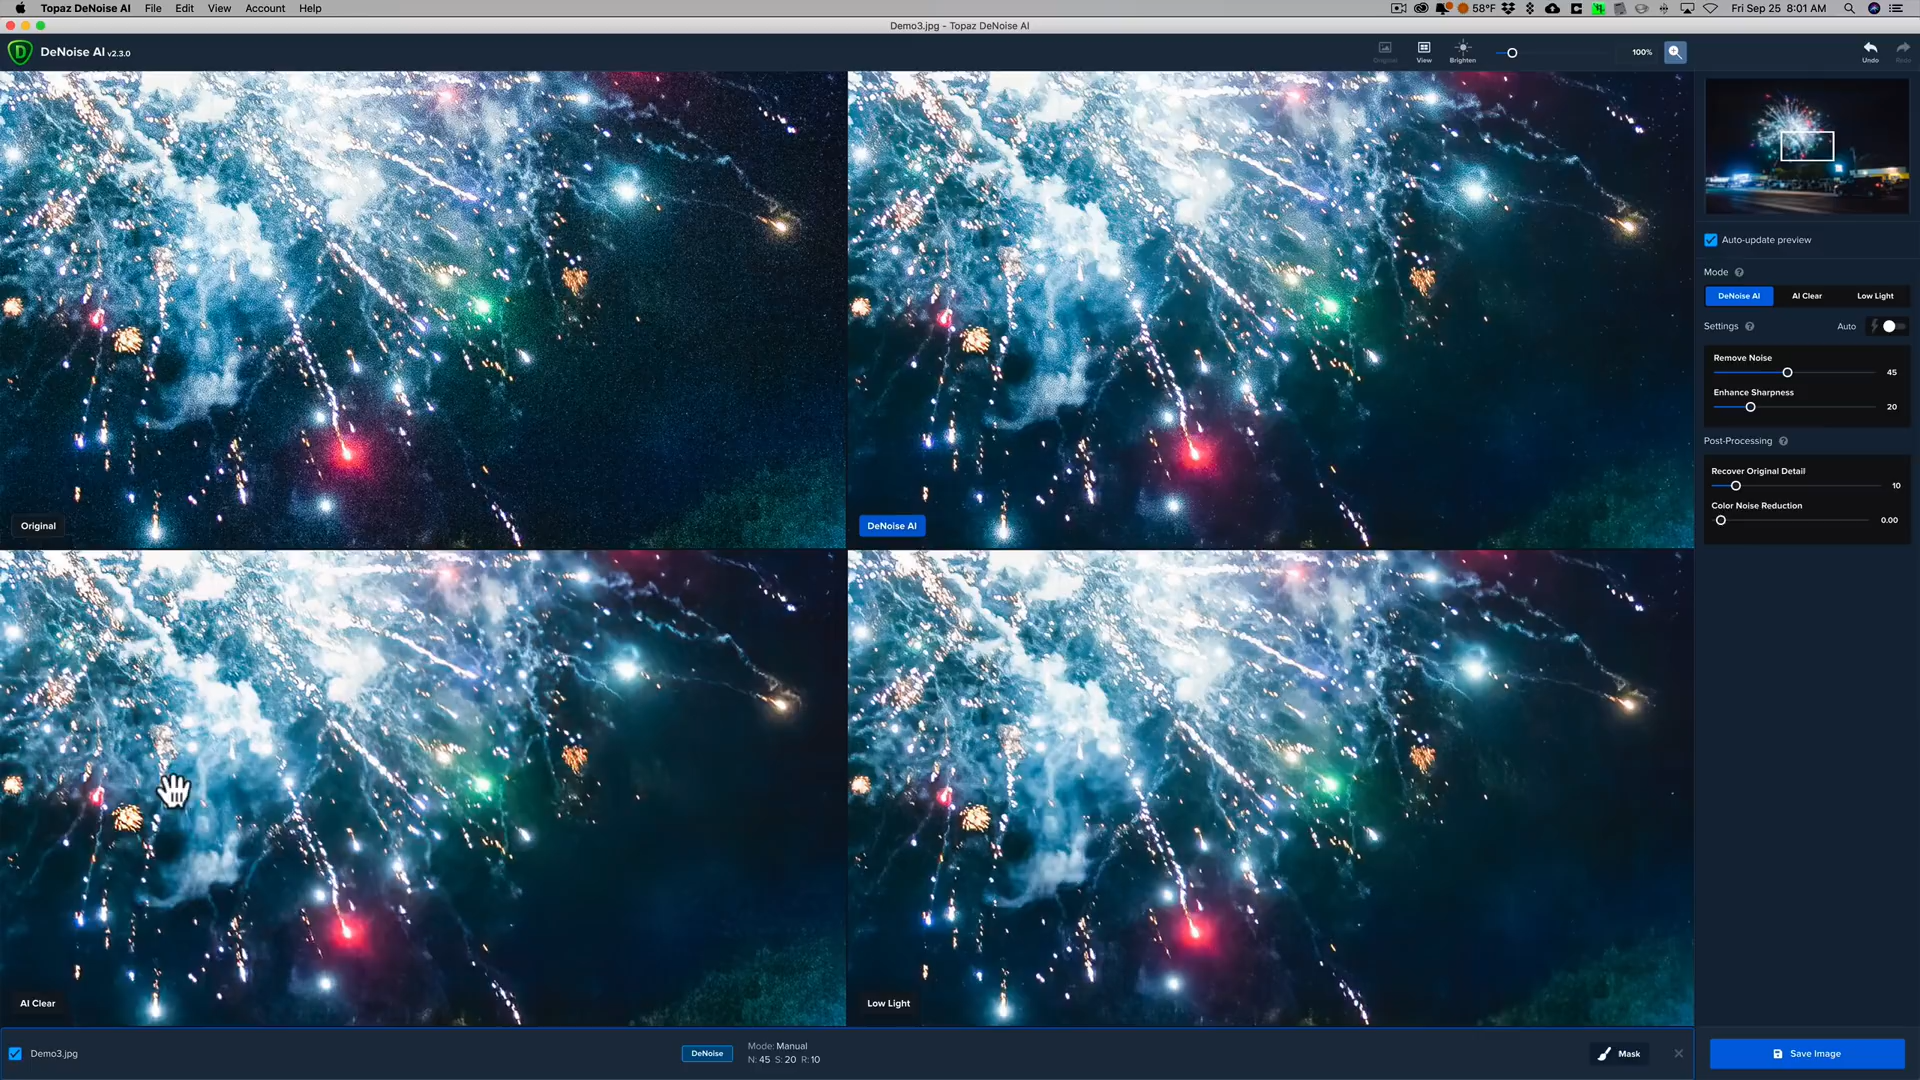 Topaz DeNoise AI File Edit View Account Help 58°F Fri Sep 25 8:01 AM
Demo3.jpg - Topaz DeNoise AI
DeNoise AI v2.3.0
Original View Brighten 100% Undo Redo
Auto-update preview
Mode
DeNoise AI AI Clear Low Light
Settings Auto
Remove Noise
45
Enhance Sharpness
20
Post-Processing
Recover Original Detail
10
Color Noise Reduction
0.00
Original
DeNoise AI
AI Clear
Low Light
Demo3.jpg
DeNoise
Mode: Manual
N: 45 S: 20 R: 10
Mask
Save Image